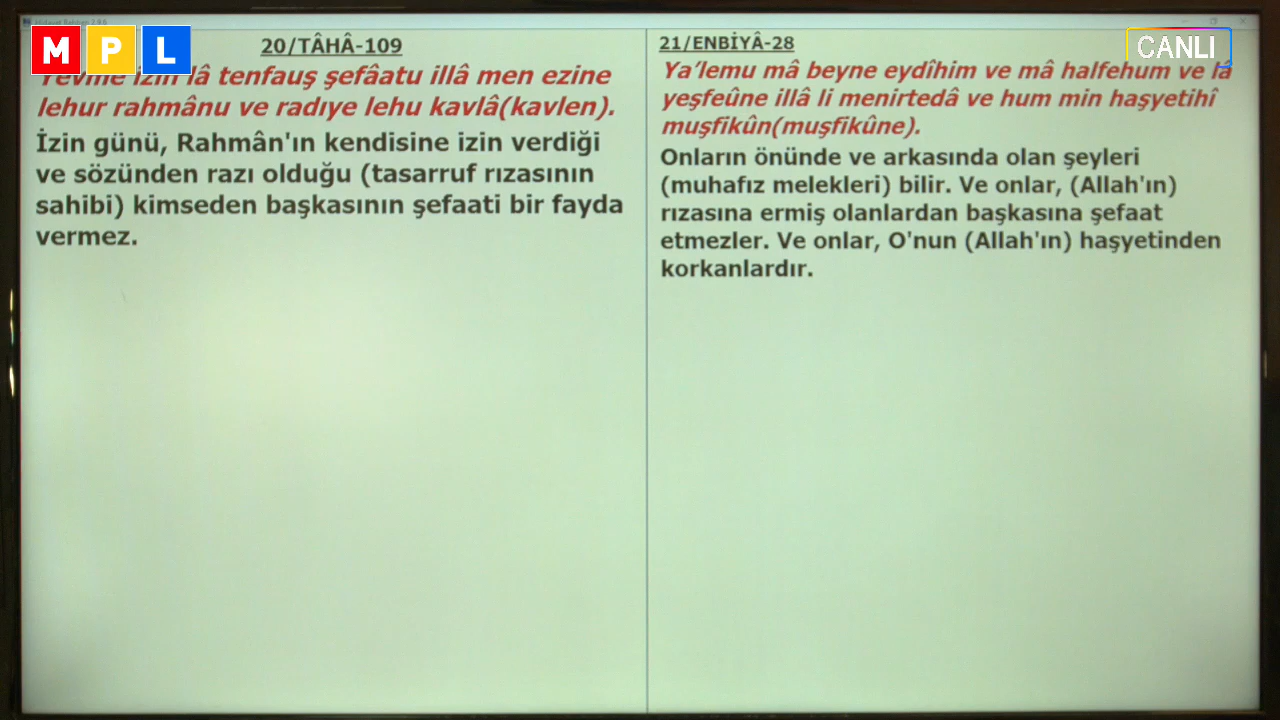 MPL
CANLI
20/TÂHÂ-109
Yevme izin lâ tenfauş şefâatu illâ men ezine
lehur rahmânu ve radıye lehu kavlâ(kavlen).
İzin günü, Rahmân'ın kendisine izin verdiği
ve sözünden razı olduğu (tasarruf rızasının
sahibi) kimseden başkasının şefaati bir fayda
vermez.
21/ENBİYÂ-28
Ya’lemu mâ beyne eydîhim ve mâ halfehum ve lâ
yeşfeûne illâ li menirtedâ ve hum min haşyetihî
muşfikûn(muşfikûne).
Onların önünde ve arkasında olan şeyleri
(muhafız melekleri) bilir. Ve onlar, (Allah'ın)
rızasına ermiş olanlardan başkasına şefaat
etmezler. Ve onlar, O'nun (Allah'ın) haşyetinden
korkanlardır.